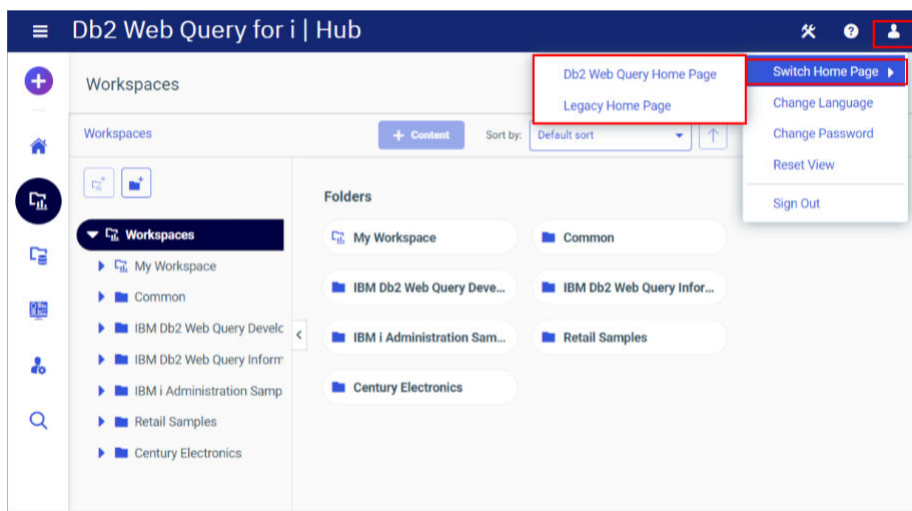 Db2 Web Query for i | Hub
Workspaces
Db2 Web Query Home Page
Legacy Home Page
Switch Home Page
Change Language
Change Password
Reset View
Sign Out
Workspaces
+ Content
Sort by:
Default sort
Workspaces
My Workspace
Common
IBM Db2 Web Query Develc
IBM Db2 Web Query Inform
IBM i Administration Samp
Retail Samples
Century Electronics
Folders
My Workspace
Common
IBM Db2 Web Query Deve...
IBM Db2 Web Query Infor...
IBM i Administration Sam...
Retail Samples
Century Electronics